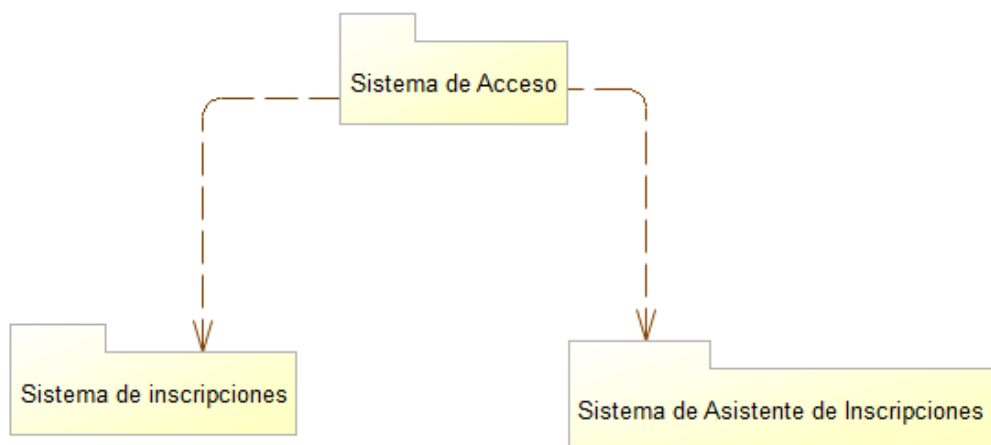 Sistema de Acceso
Sistema de inscripciones
Sistema de Asistente de Inscripciones